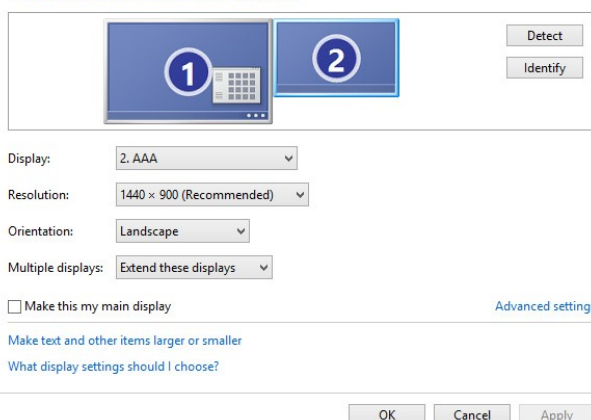 1
2
Detect
Identify
Display: 2. AAA
Resolution: 1440 × 900 (Recommended)
Orientation: Landscape
Multiple displays: Extend these displays
Make this my main display
Advanced setting
Make text and other items larger or smaller
What display settings should I choose?
OK Cancel Apply